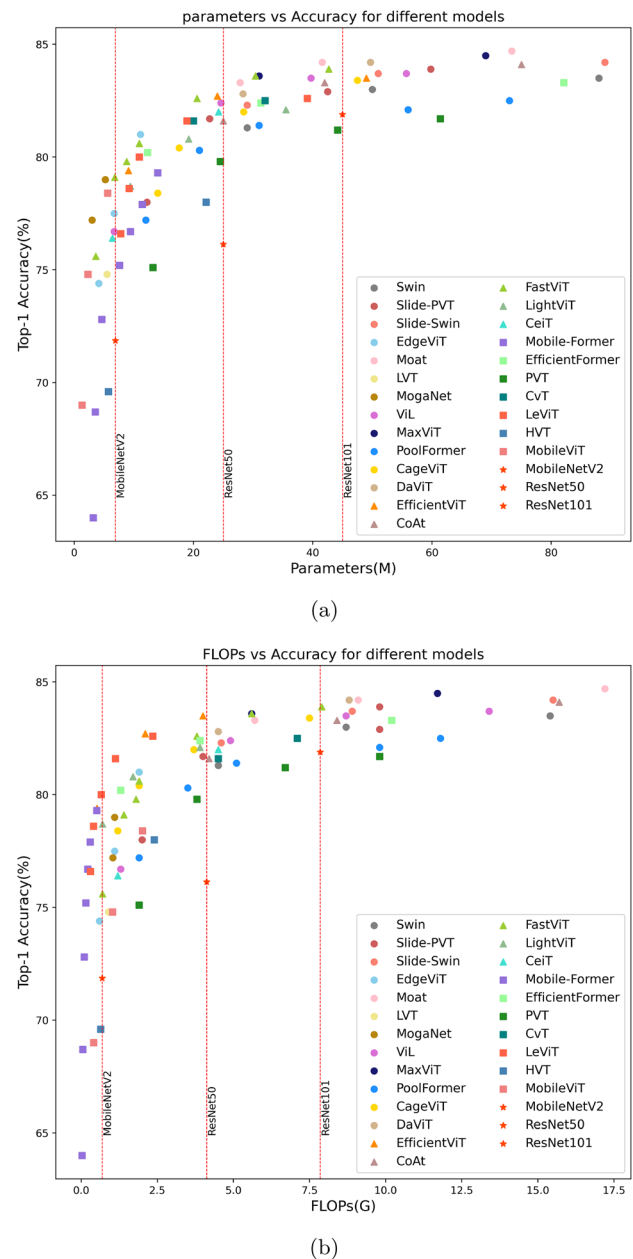 parameters vs Accuracy for different models
85
80
75
70
65
Top-1 Accuracy(%)
MobileNetV2
ResNet50
ResNet101
Swin
Slide-PVT
Slide-Swin
EdgeViT
Moat
LVT
MogaNet
ViL
MaxViT
PoolFormer
CageViT
DaViT
EfficientViT
CoAt
FastViT
LightViT
CeiT
Mobile-Former
EfficientFormer
PVT
CvT
LeViT
HVT
MobileViT
MobileNetV2
ResNet50
ResNet101
0 20 40 60 80
Parameters(M)
(a)
FLOPs vs Accuracy for different models
85
80
75
70
65
Top-1 Accuracy(%)
MobileNetV2
ResNet50
ResNet101
Swin
Slide-PVT
Slide-Swin
EdgeViT
Moat
LVT
MogaNet
ViL
MaxViT
PoolFormer
CageViT
DaViT
EfficientViT
CoAt
FastViT
LightViT
CeiT
Mobile-Former
EfficientFormer
PVT
CvT
LeViT
HVT
MobileViT
MobileNetV2
ResNet50
ResNet101
0.0 2.5 5.0 7.5 10.0 12.5 15.0 17.5
FLOPs(G)
(b)